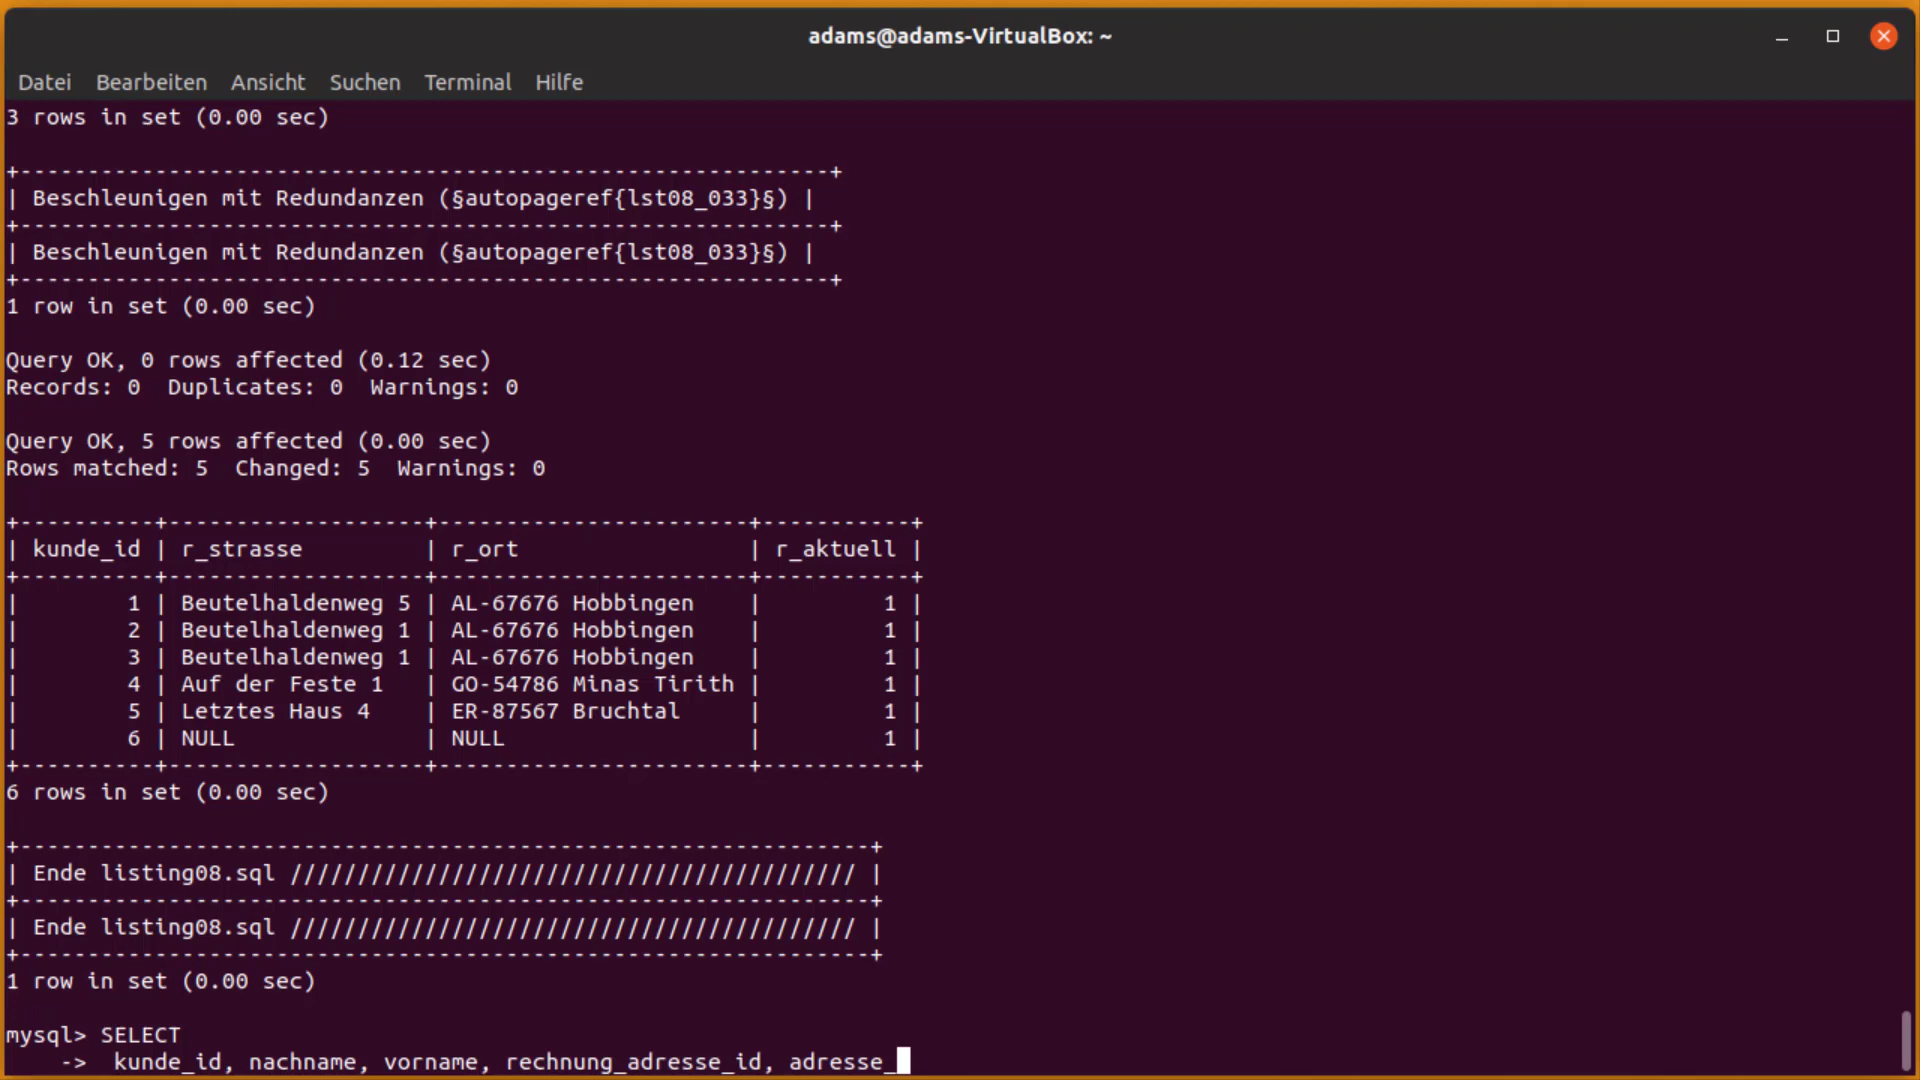 adams@adams-VirtualBox: ~
Datei Bearbeiten Ansicht Suchen Terminal Hilfe
3 rows in set (0.00 sec)
+------------------------------------------------------------+
| Beschleunigen mit Redundanzen (§autopageref{lst08_033}§) |
+------------------------------------------------------------+
| Beschleunigen mit Redundanzen (§autopageref{lst08_033}§) |
+------------------------------------------------------------+
1 row in set (0.00 sec)
Query OK, 0 rows affected (0.12 sec)
Records: 0  Duplicates: 0  Warnings: 0
Query OK, 5 rows affected (0.00 sec)
Rows matched: 5  Changed: 5  Warnings: 0
+----------+-------------------+-----------------------+-----------+
| kunde_id | r_strasse         | r_ort                 | r_aktuell |
+----------+-------------------+-----------------------+-----------+
|        1 | Beutelhaldenweg 5 | AL-67676 Hobbingen    |         1 |
|        2 | Beutelhaldenweg 1 | AL-67676 Hobbingen    |         1 |
|        3 | Beutelhaldenweg 1 | AL-67676 Hobbingen    |         1 |
|        4 | Auf der Feste 1   | GO-54786 Minas Tirith |         1 |
|        5 | Letztes Haus 4    | ER-87567 Bruchtal     |         1 |
|        6 | NULL              | NULL                  |         1 |
+----------+-------------------+-----------------------+-----------+
6 rows in set (0.00 sec)
+---------------------------------------------------------------+
| Ende listing08.sql ////////////////////////////////////////// |
+---------------------------------------------------------------+
| Ende listing08.sql ////////////////////////////////////////// |
+---------------------------------------------------------------+
1 row in set (0.00 sec)
mysql> SELECT
    ->  kunde_id, nachname, vorname, rechnung_adresse_id, adresse_